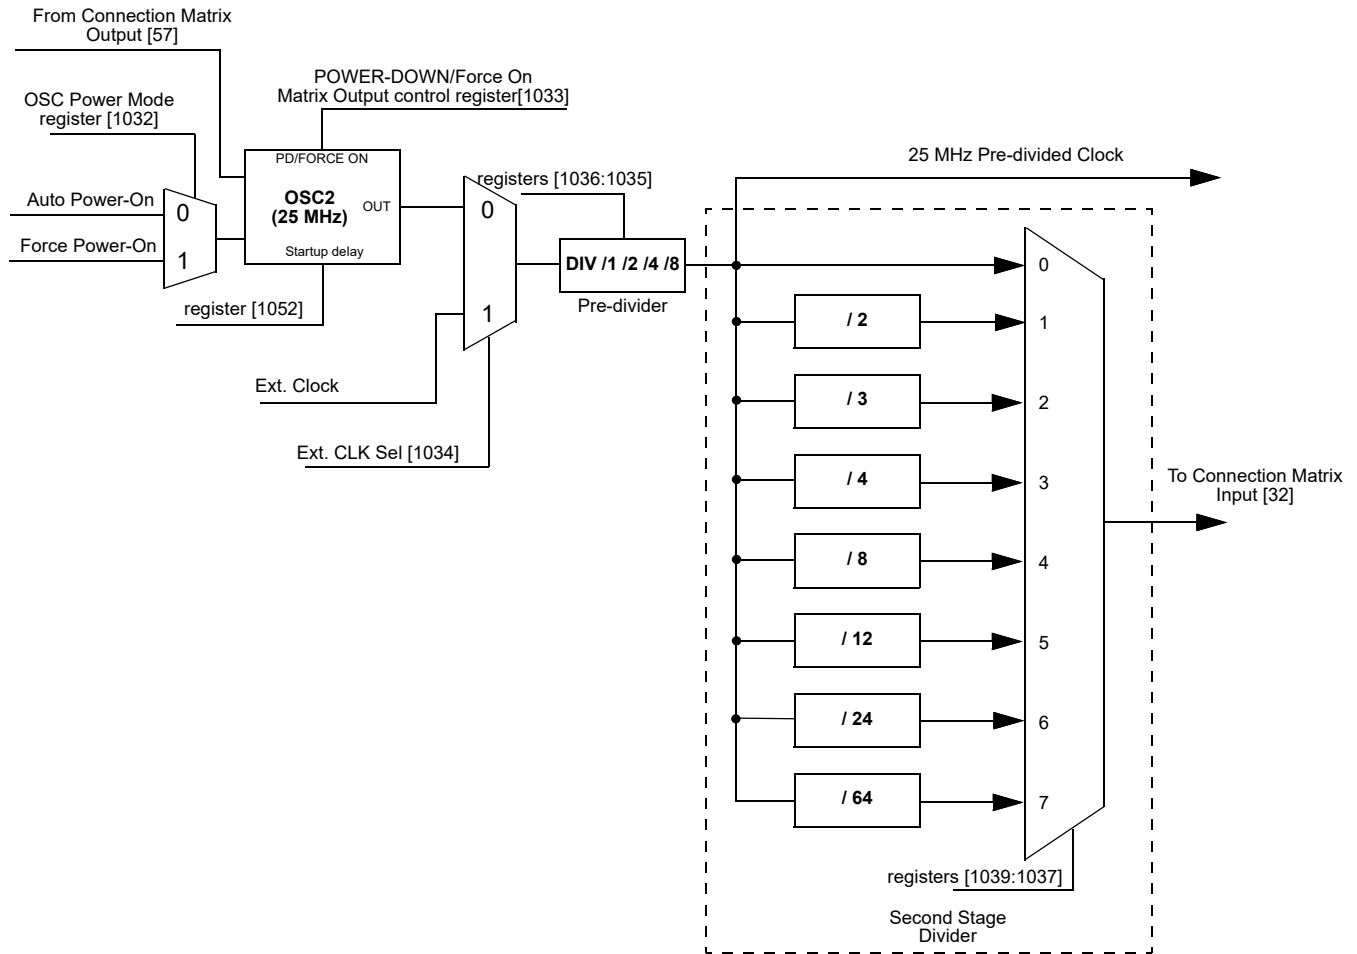 From Connection Matrix
Output [57]
POWER-DOWN/Force On
Matrix Output control register[1033]
OSC Power Mode
register [1032]
PD/FORCE ON
OSC2
(25 MHz)
OUT
Startup delay
Auto Power-On
0
Force Power-On
1
register [1052]
0
1
Ext. Clock
Ext. CLK Sel [1034]
registers [1036:1035]
DIV /1 /2 /4 /8
Pre-divider
25 MHz Pre-divided Clock
0
/ 2
1
/ 3
2
/ 4
3
/ 8
4
/ 12
5
/ 24
6
/ 64
7
To Connection Matrix
Input [32]
registers [1039:1037]
Second Stage
Divider